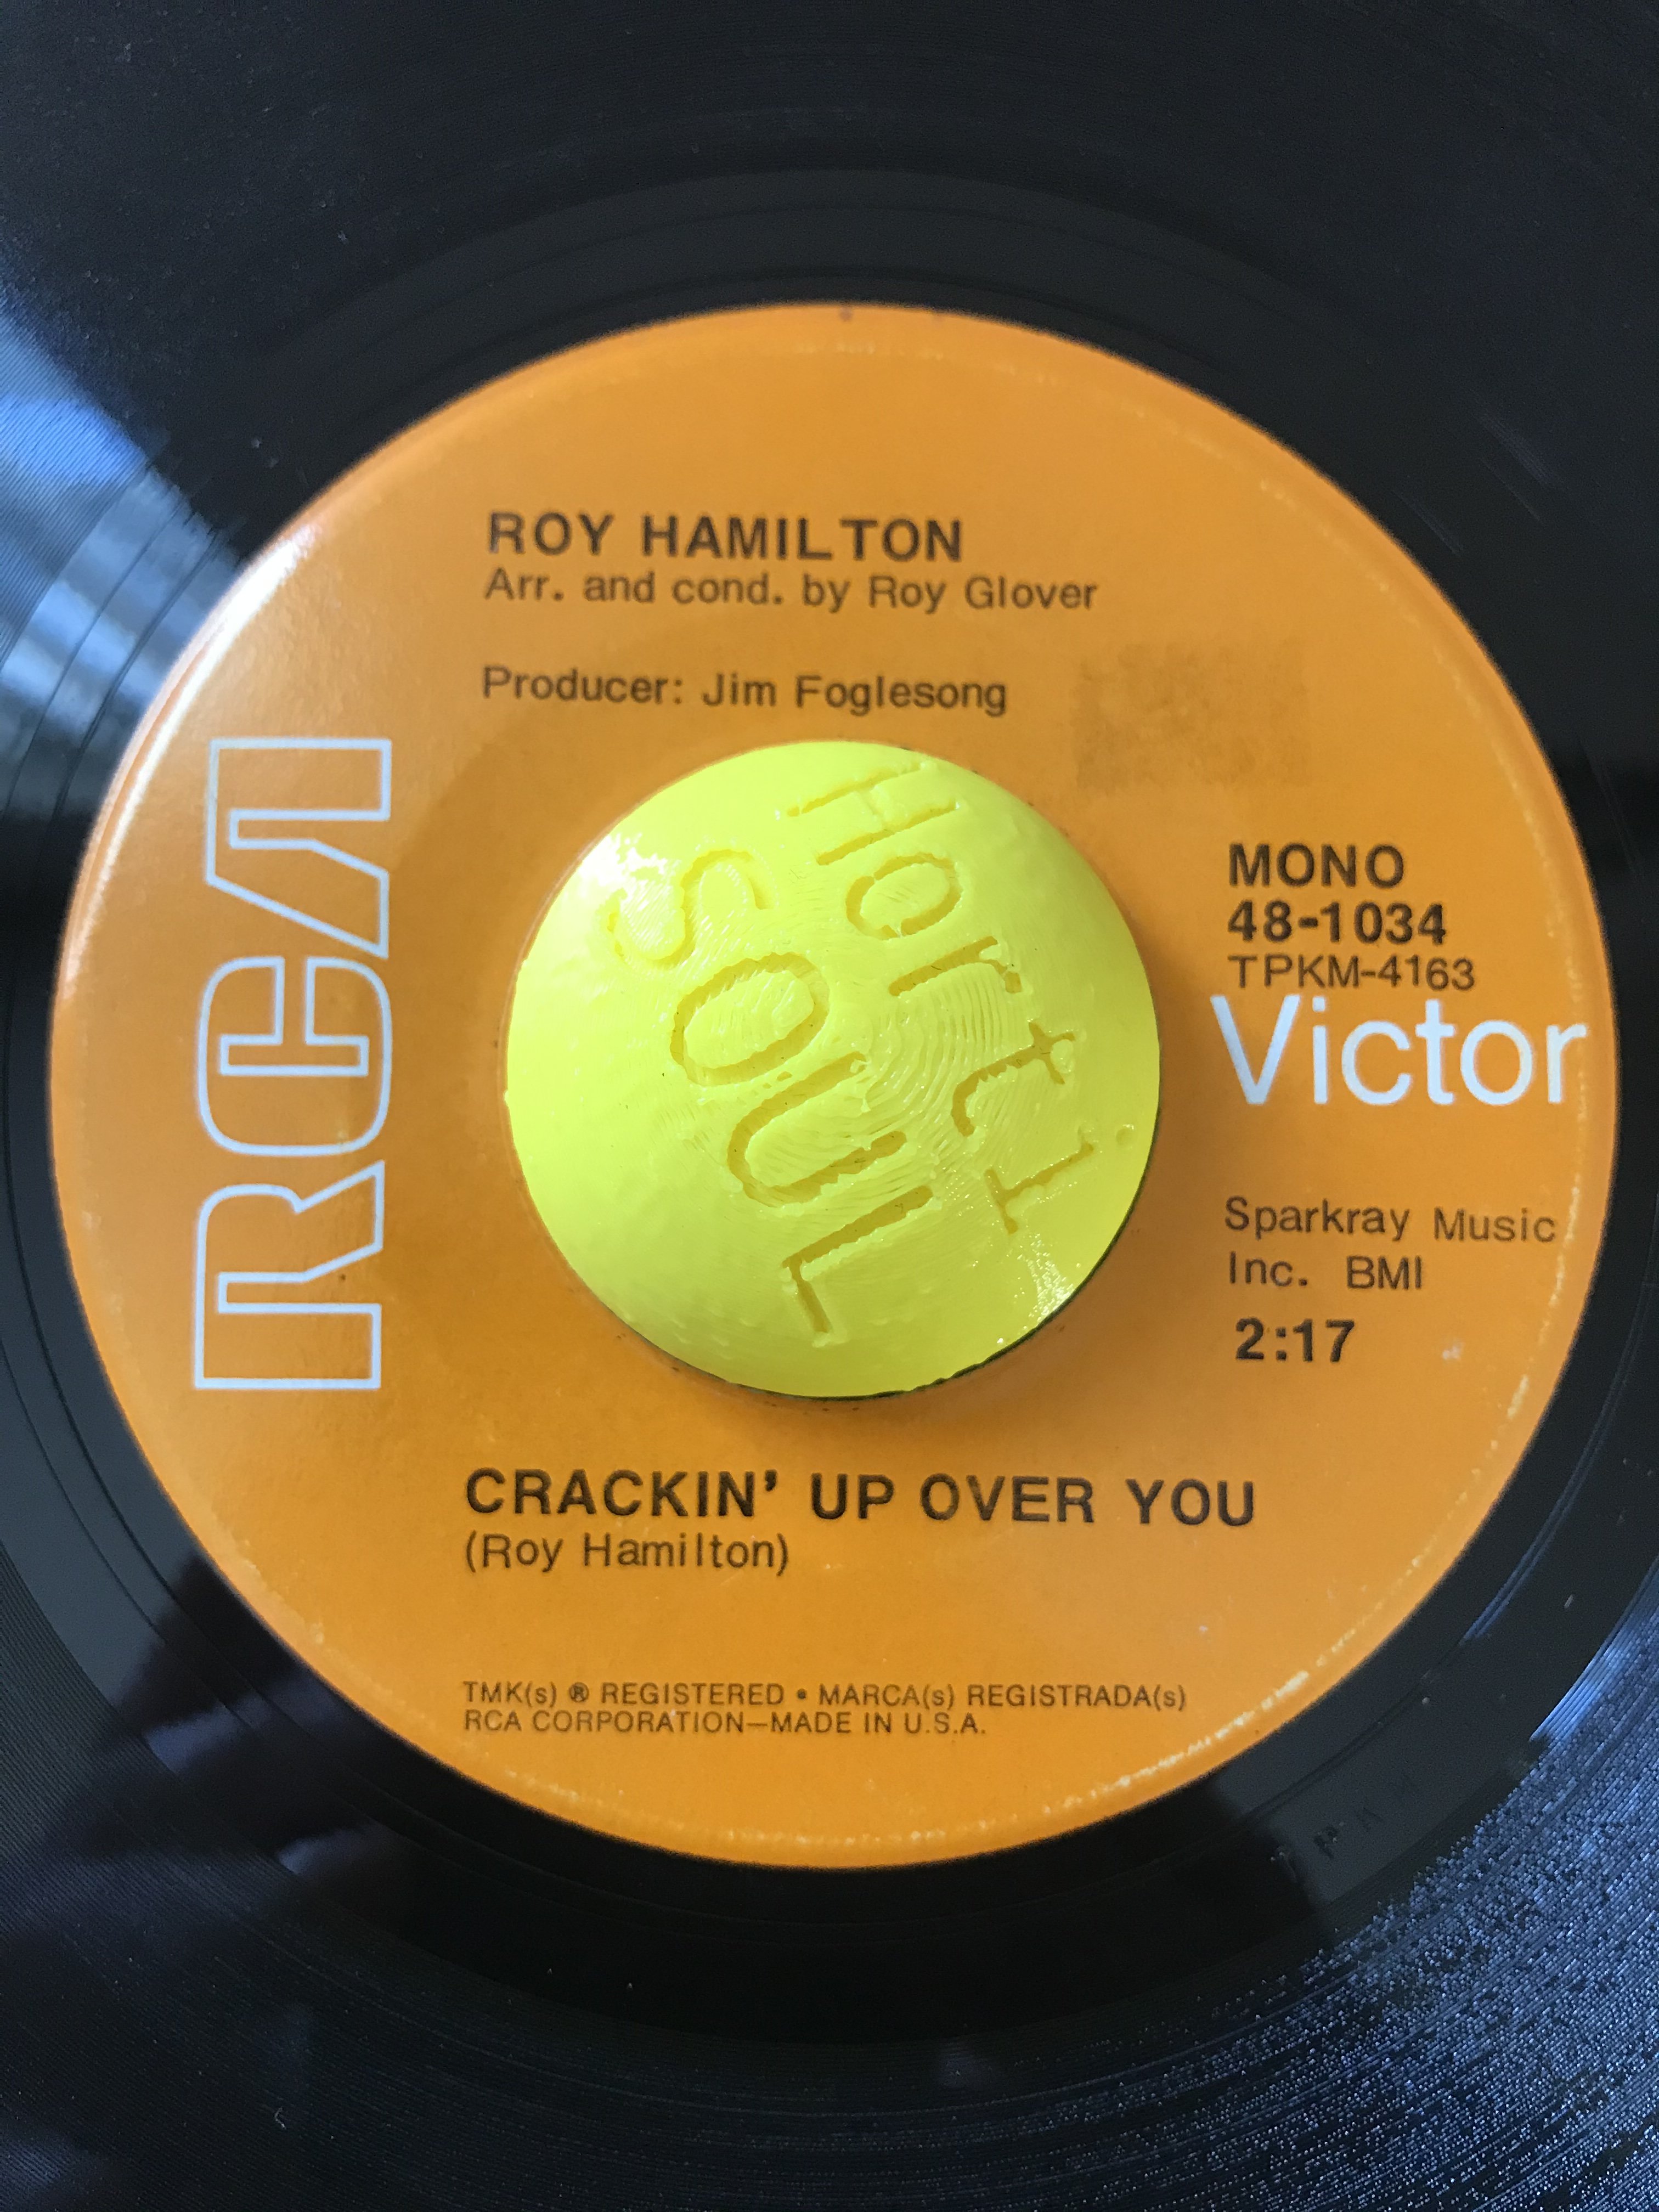 ROY HAMILTON
Arr. and cond. by Roy Glover
Producer: Jim Foglesong
RCA
Horti
SOUL
MONO
48-1034
TPKM-4163
Victor
Sparkray Music
Inc. BMI
2:17
CRACKIN' UP OVER YOU
(Roy Hamilton)
TMK(s) ® REGISTERED • MARCA(s) REGISTRADA(s)
RCA CORPORATION—MADE IN U.S.A.